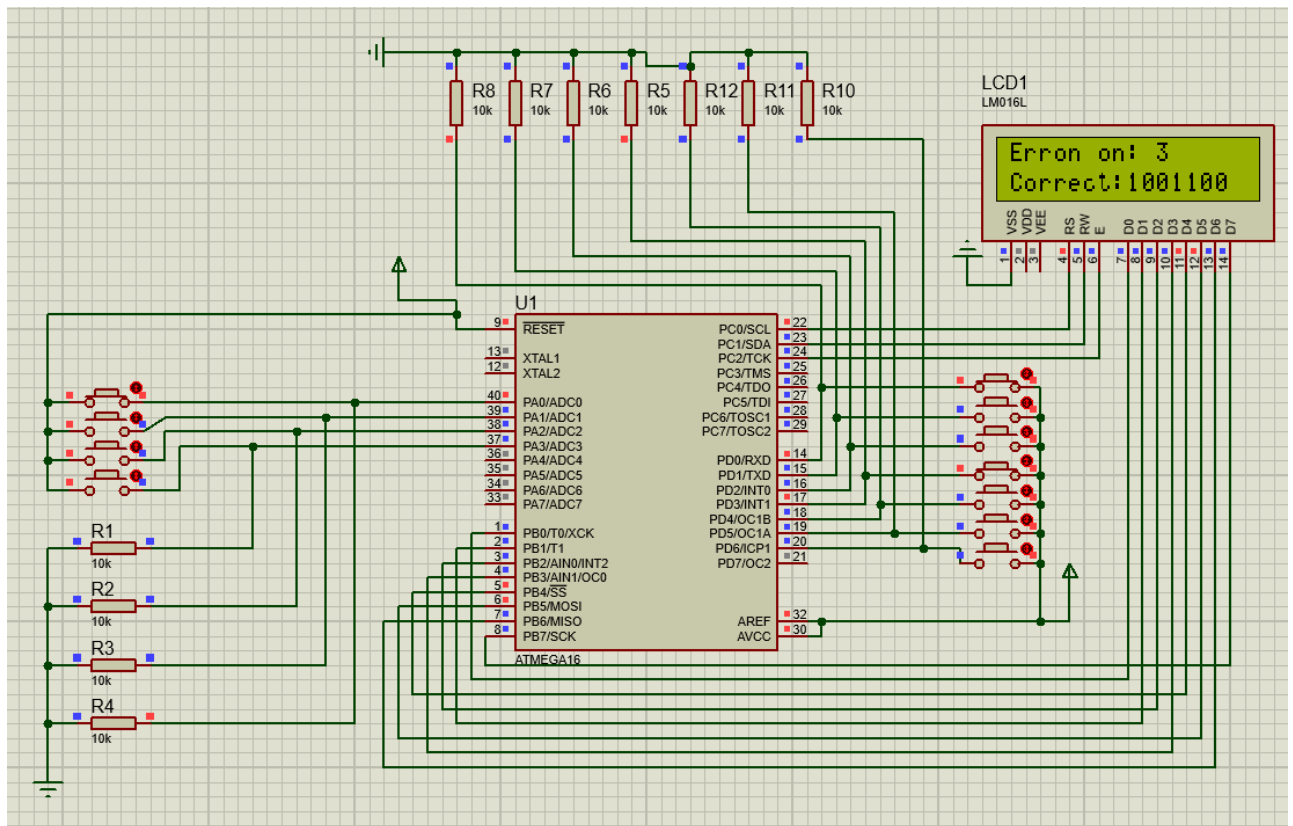 R8 R7 R6 R5 R12 R11 R10
10k 10k 10k 10k 10k 10k 10k
LCD1
LM016L
Erron on: 3
Correct:1001100
VSS VDD VEE RS RW E D0 D1 D2 D3 D4 D5 D6 D7
1 2 3 4 5 6 7 8 9 10 11 12 13 14
U1
9 RESET
13 XTAL1
12 XTAL2
40 PA0/ADC0
39 PA1/ADC1
38 PA2/ADC2
37 PA3/ADC3
36 PA4/ADC4
35 PA5/ADC5
34 PA6/ADC6
33 PA7/ADC7
1 PB0/T0/XCK
2 PB1/T1
3 PB2/AIN0/INT2
4 PB3/AIN1/OC0
5 PB4/SS
6 PB5/MOSI
7 PB6/MISO
8 PB7/SCK
PC0/SCL 22
PC1/SDA 23
PC2/TCK 24
PC3/TMS 25
PC4/TDO 26
PC5/TDI 27
PC6/TOSC1 28
PC7/TOSC2 29
PD0/RXD 14
PD1/TXD 15
PD2/INT0 16
PD3/INT1 17
PD4/OC1B 18
PD5/OC1A 19
PD6/ICP1 20
PD7/OC2 21
AREF 32
AVCC 30
ATMEGA16
R1
10k
R2
10k
R3
10k
R4
10k